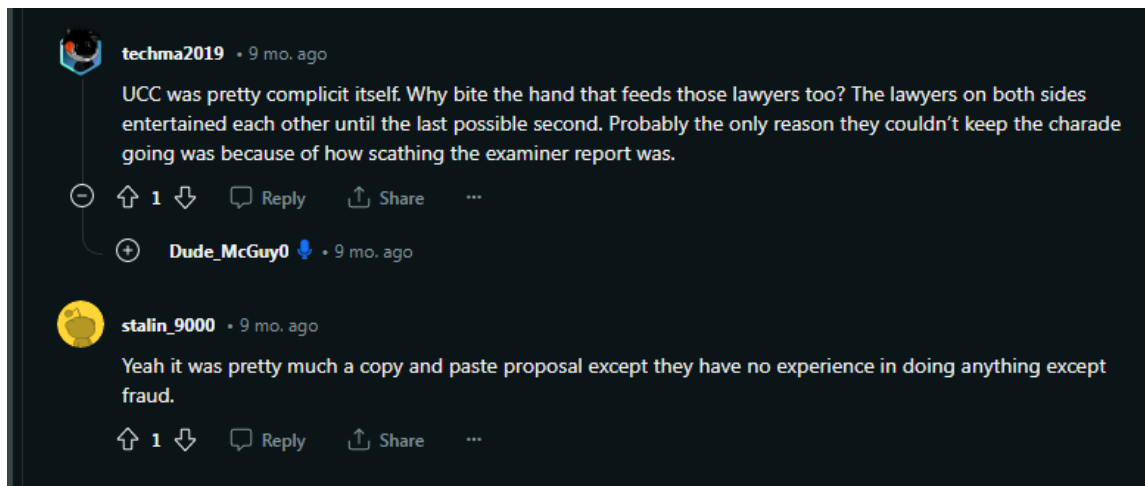 techma2019 • 9 mo. ago
UCC was pretty complicit itself. Why bite the hand that feeds those lawyers too? The lawyers on both sides
entertained each other until the last possible second. Probably the only reason they couldn’t keep the charade
going was because of how scathing the examiner report was.
1 Reply Share ···
Dude_McGuy0 • 9 mo. ago
stalin_9000 • 9 mo. ago
Yeah it was pretty much a copy and paste proposal except they have no experience in doing anything except
fraud.
1 Reply Share ···